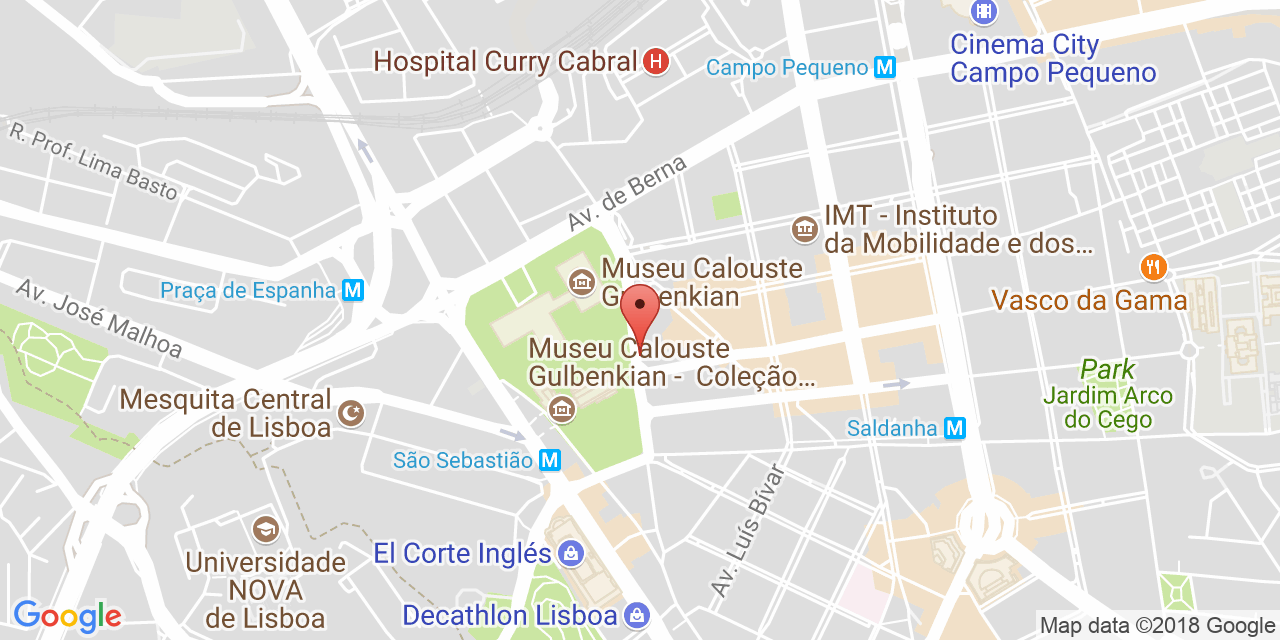 Hospital Curry Cabral
H
Campo Pequeno M
Cinema City
Campo Pequeno
R. Prof. Lima Basto
Av. de Berna
IMT - Instituto
da Mobilidade e dos...
Museu Calouste
Gulbenkian
Praça de Espanha M
Av. José Malhoa
Vasco da Gama
Museu Calouste
Gulbenkian - Coleção...
Park
Jardim Arco
do Cego
Mesquita Central
de Lisboa
Saldanha M
São Sebastião M
Av. Luís Bívar
Universidade
NOVA
de Lisboa
El Corte Inglés
Decathlon Lisboa
Google
Map data ©2018 Google